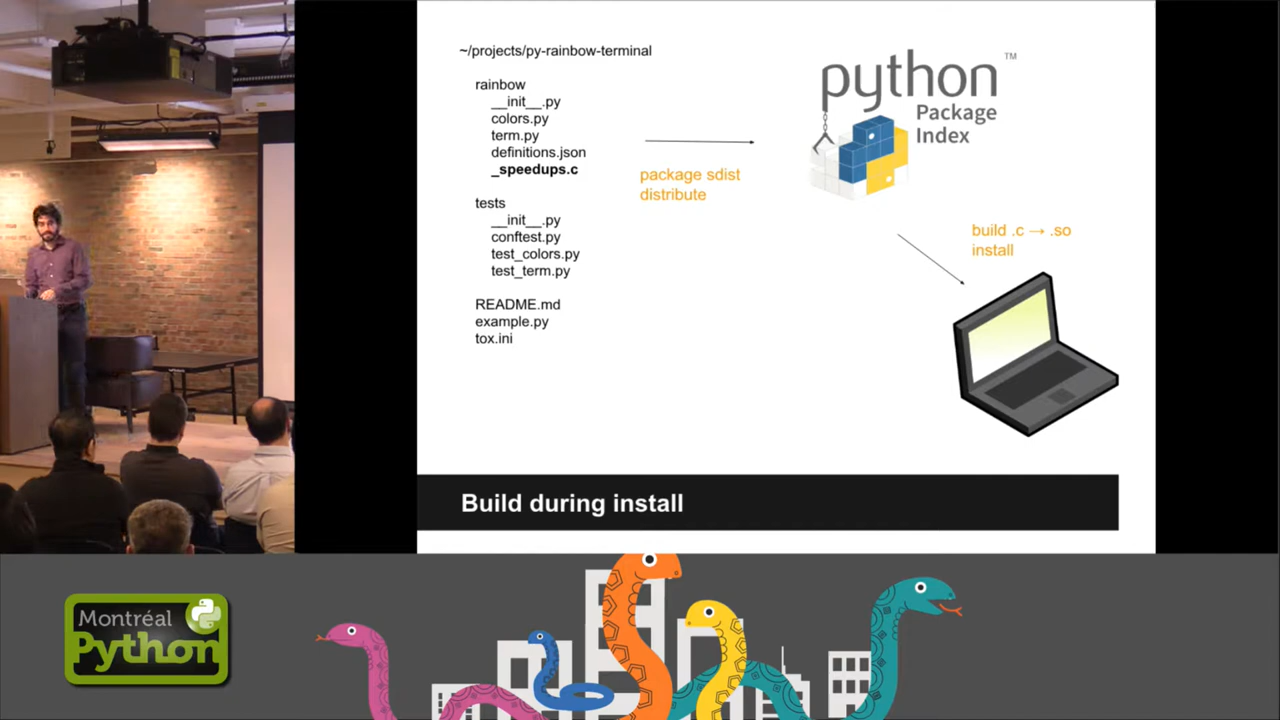 ~/projects/py-rainbow-terminal
rainbow
__init__.py
colors.py
term.py
definitions.json
_speedups.c
tests
__init__.py
conftest.py
test_colors.py
test_term.py
README.md
example.py
tox.ini
package sdist
distribute
python TM
Package
Index
build .c → .so
install
Build during install
Montréal
Python